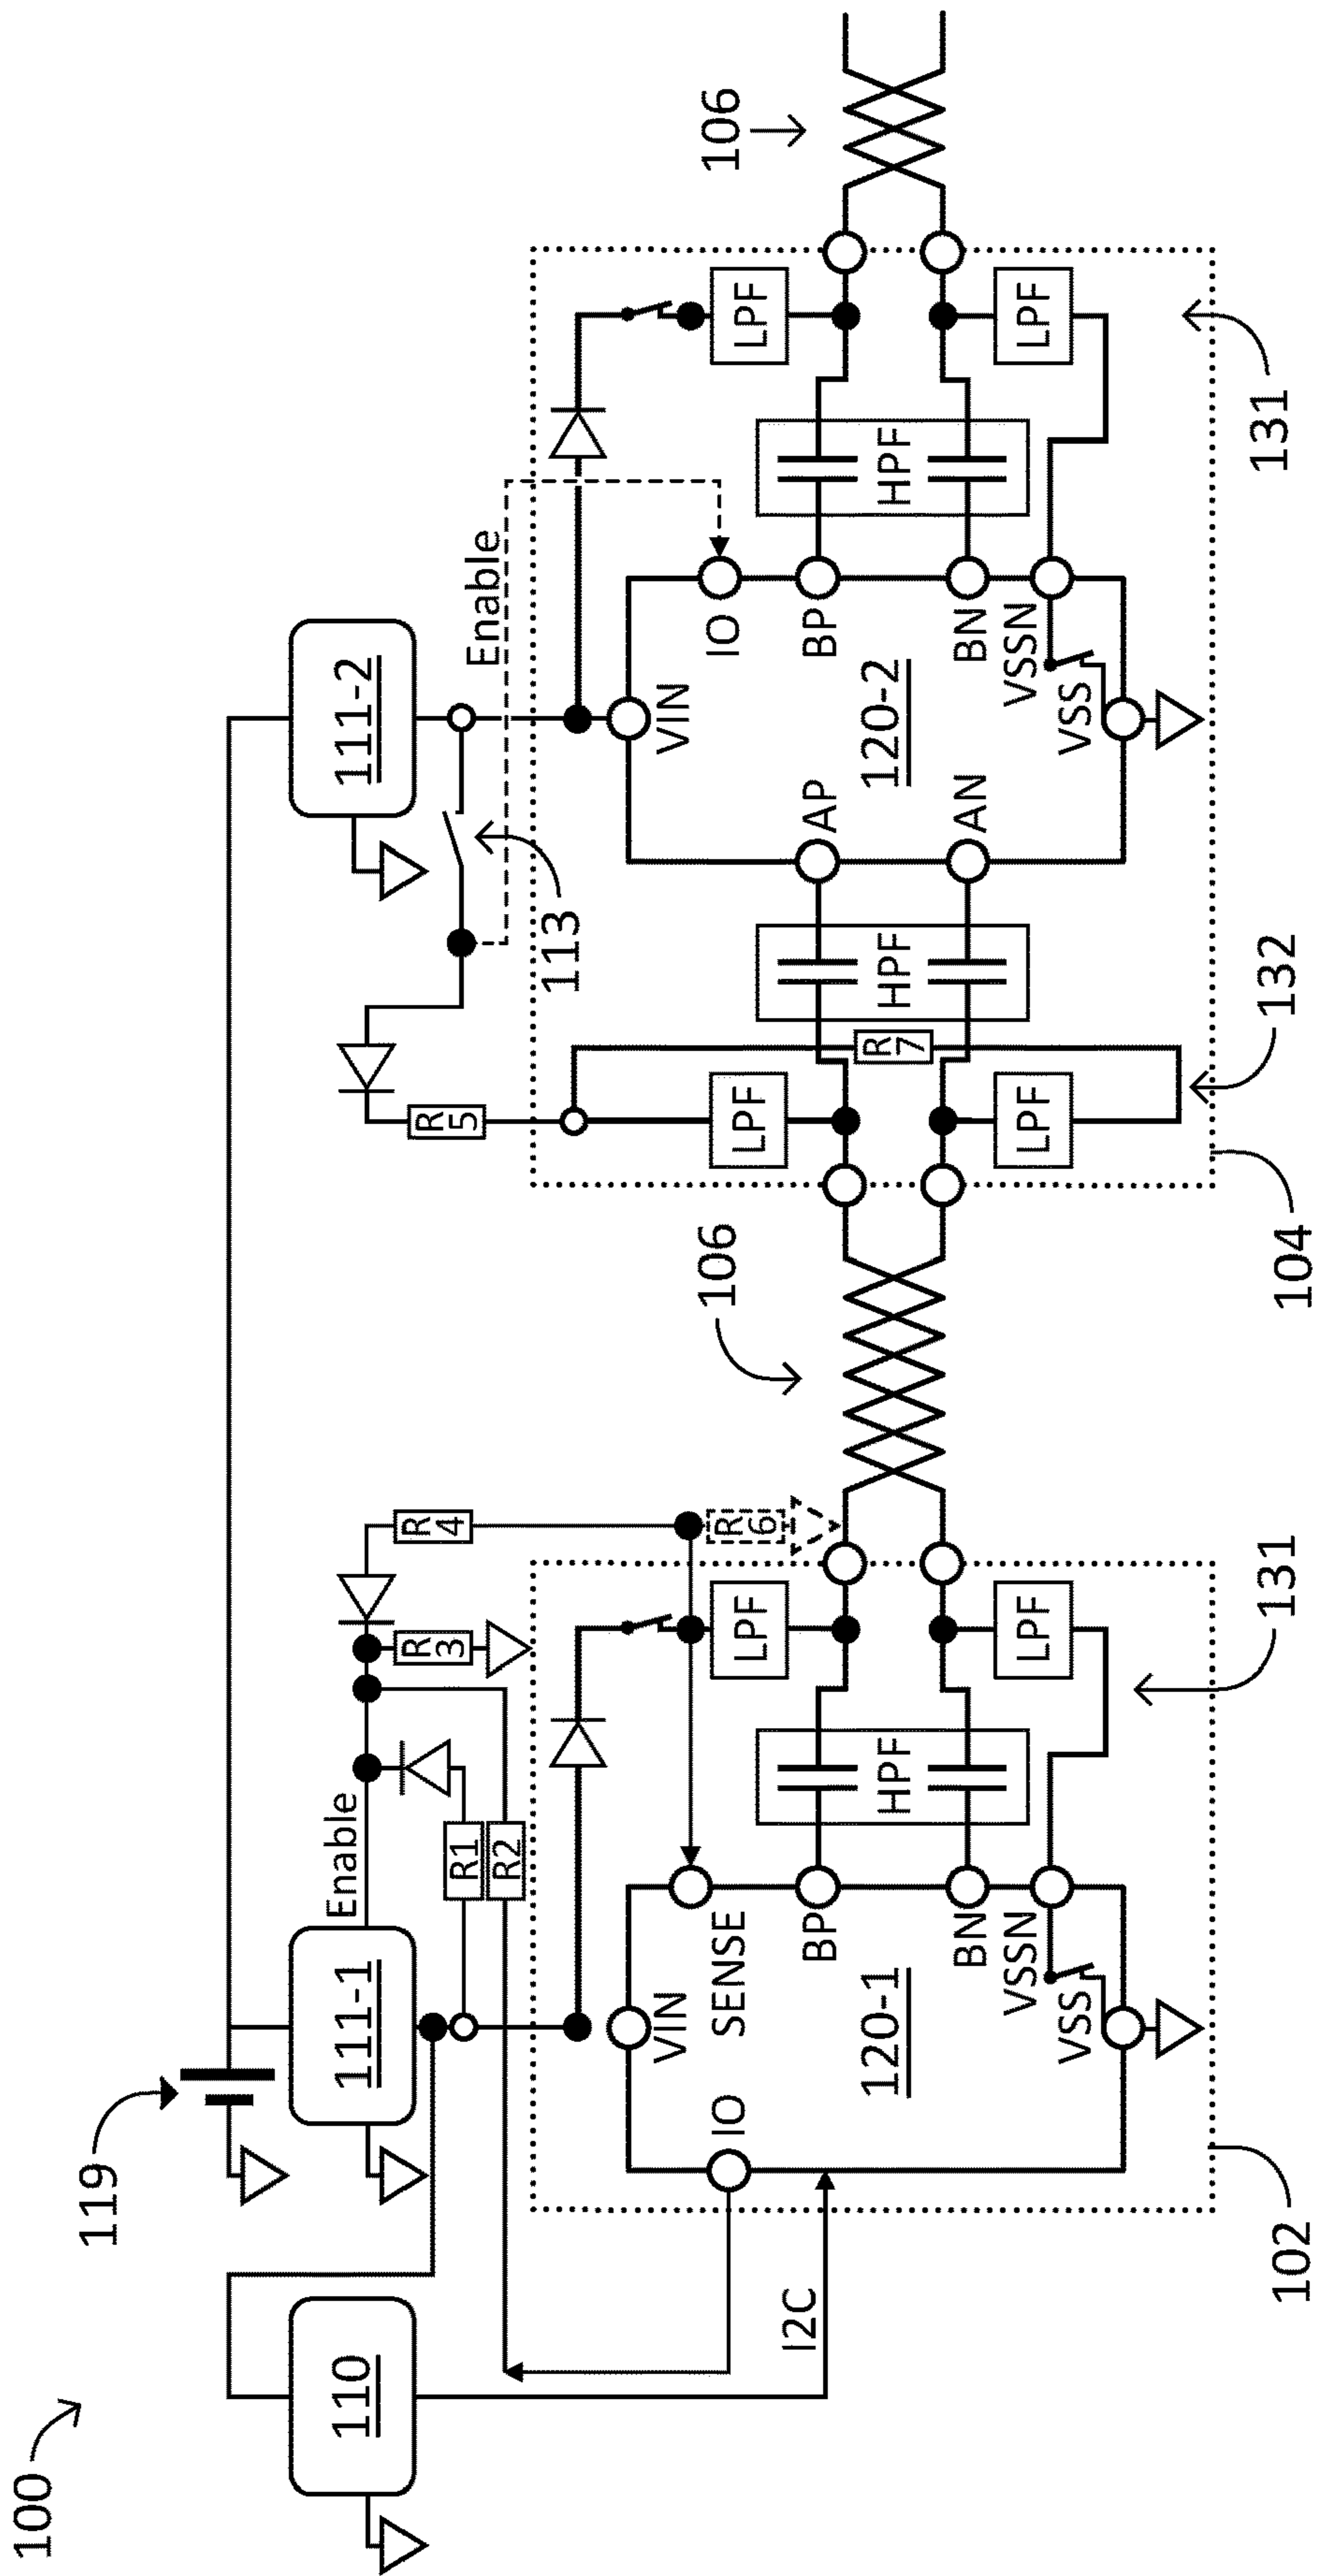 100
119
110
111-1
Enable
R1
R2
R3
R4
R5
111-2
113
Enable
I2C
IO
VIN
SENSE
120-1
BP
BN
VSSN
VSS
HPF
LPF
LPF
R6
131
102
106
LPF
LPF
R7
HPF
132
104
AP
AN
VIN
120-2
IO
BP
BN
VSSN
VSS
HPF
LPF
LPF
131
106